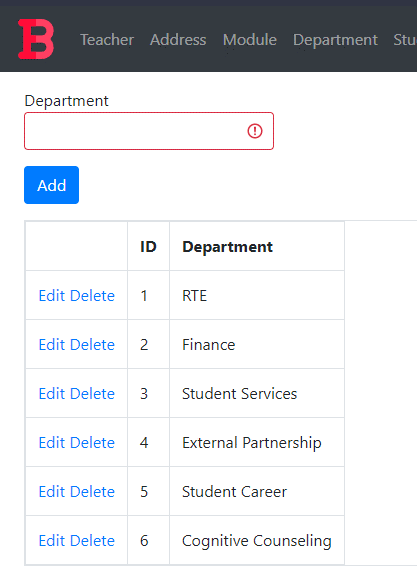 B
Teacher Address Module Department Stu
Department
Add
ID Department
Edit Delete 1 RTE
Edit Delete 2 Finance
Edit Delete 3 Student Services
Edit Delete 4 External Partnership
Edit Delete 5 Student Career
Edit Delete 6 Cognitive Counseling